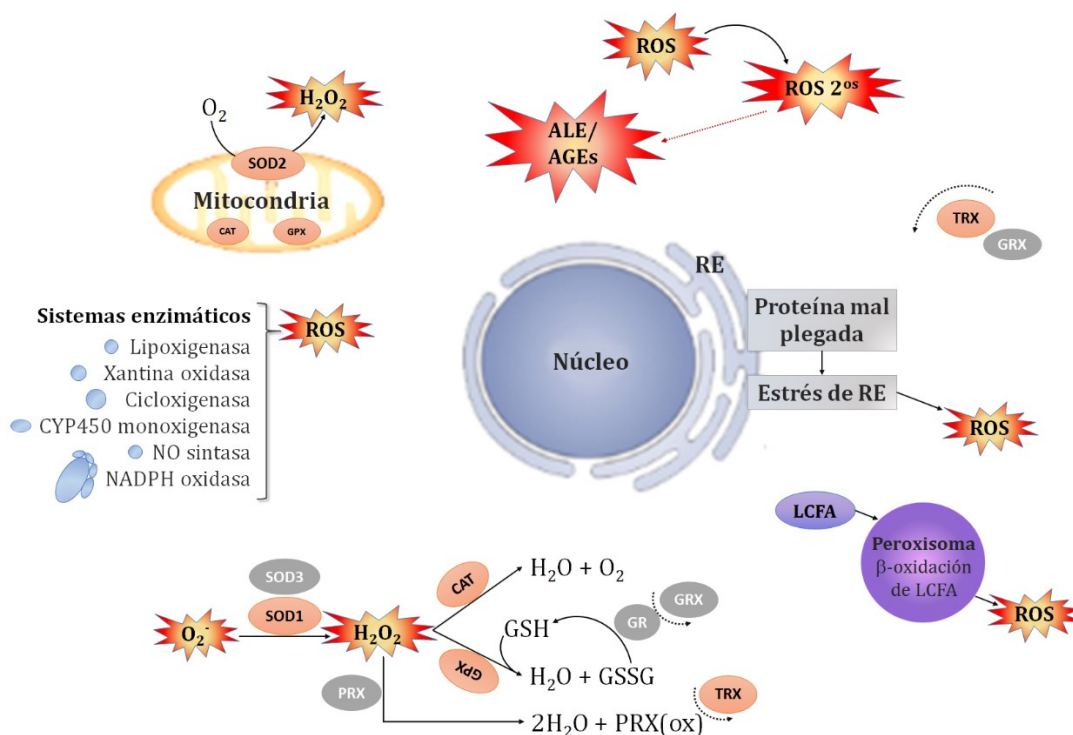 ROS
ROS 2os
ALE/
AGEs
H2O2
O2
SOD2
Mitocondria
CAT
GPX
TRX
GRX
RE
Núcleo
Proteína mal
plegada
Estrés de RE
ROS
Sistemas enzimáticos
Lipoxigenasa
Xantina oxidasa
Cicloxigenasa
CYP450 monoxigenasa
NO sintasa
NADPH oxidasa
ROS
LCFA
Peroxisoma
β-oxidación
de LCFA
ROS
SOD3
SOD1
O2-
H2O2
CAT
H2O + O2
GSH
GR
GRX
GPX
H2O + GSSG
PRX
TRX
2H2O + PRX(ox)